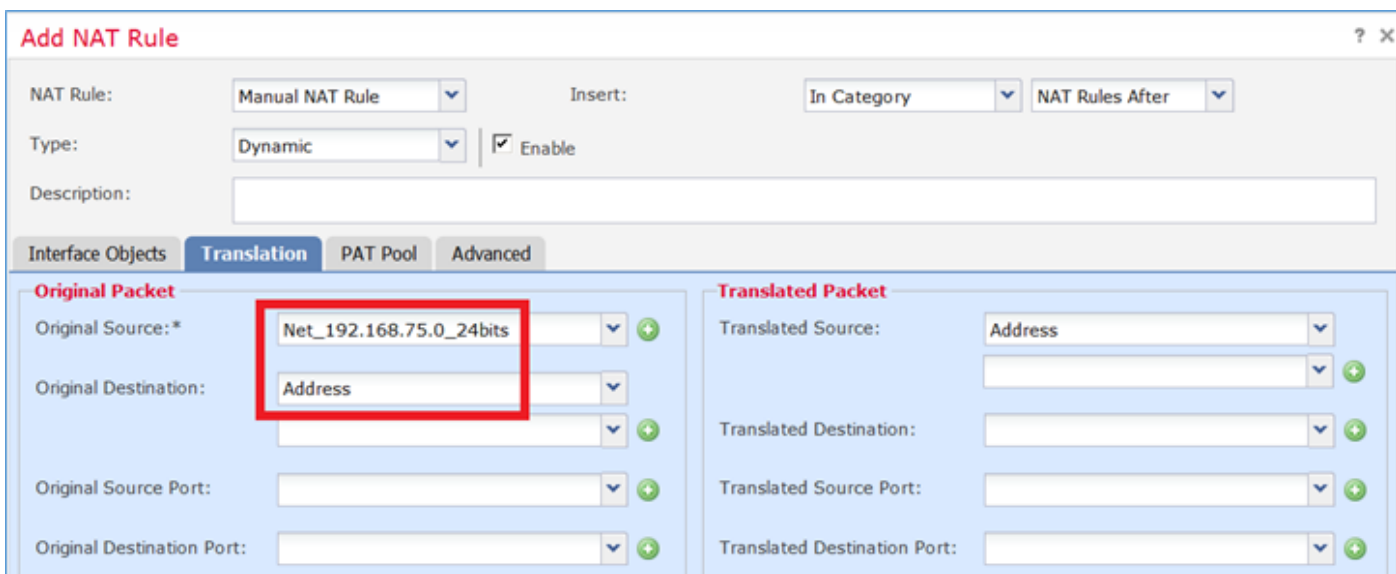 Add NAT Rule ? ×
NAT Rule: Manual NAT Rule Insert: In Category NAT Rules After
Type: Dynamic Enable
Description:
Interface Objects Translation PAT Pool Advanced
Original Packet Translated Packet
Original Source:* Net_192.168.75.0_24bits Translated Source: Address
Original Destination: Address
Translated Destination:
Original Source Port: Translated Source Port:
Original Destination Port: Translated Destination Port: